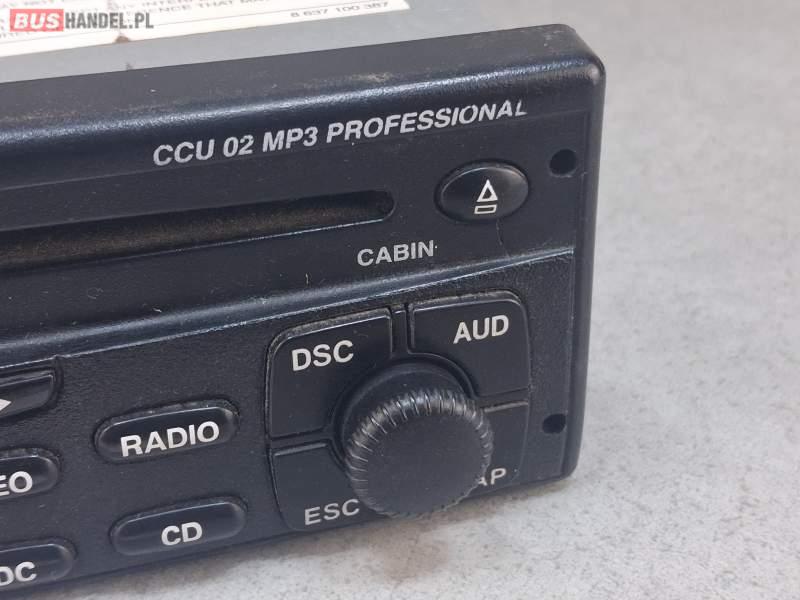 BUSHANDEL.PL
8 637 100 387
CCU 02 MP3 PROFESSIONAL
CABIN
DSC
AUD
RADIO
ESC
CD